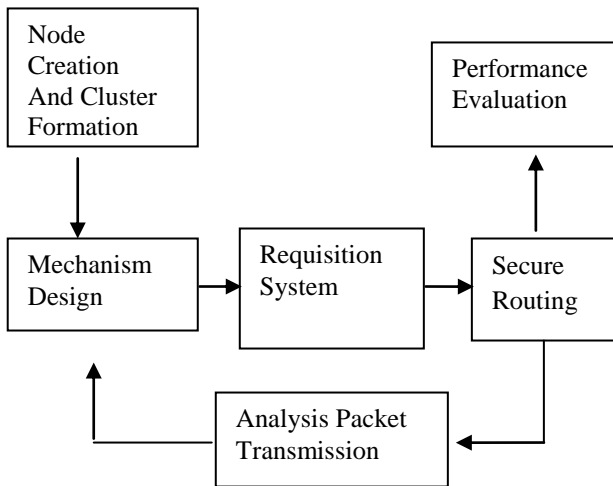 Node
Creation
And Cluster
Formation
Performance
Evaluation
Mechanism
Design
Requisition
System
Secure
Routing
Analysis Packet
Transmission